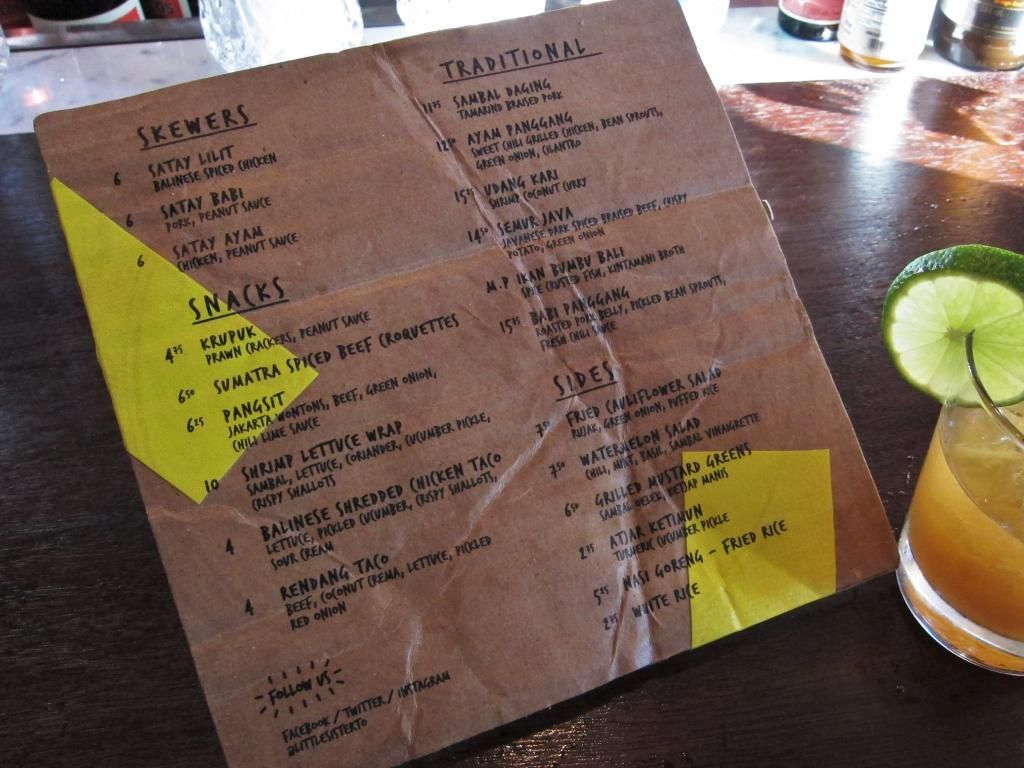 SKEWERS
6 SATAY LILIT
BALINESE SPICED CHICKEN
6 SATAY BABI
PORK, PEANUT SAUCE
6 SATAY AYAM
CHICKEN, PEANUT SAUCE
SNACKS
4.75 KRUPUK
PRAWN CRACKERS, PEANUT SAUCE
6.50 SUMATRA SPICED BEEF CROQUETTES
6.25 PANGSIT
JAKARTA WONTONS, BEEF, GREEN ONION,
CHILI LIME SAUCE
10 SHRIMP LETTUCE WRAP
SAMBAL, LETTUCE, CORIANDER, CUCUMBER PICKLE,
CRISPY SHALLOTS
4 BALINESE SHREDDED CHICKEN TACO
LETTUCE, PICKLED CUCUMBER, CRISPY SHALLOTS,
SOUR CREAM
4 RENDANG TACO
BEEF, COCONUT CREMA, LETTUCE, PICKLED
RED ONION
FOLLOW US
FACEBOOK / TWITTER / INSTAGRAM
@LITTLESISTERTO
TRADITIONAL
11.75 SAMBAL DAGING
TAMARIND BRAISED PORK
12.50 AYAM PANGGANG
SWEET CHILI GRILLED CHICKEN, BEAN SPROUTS,
GREEN ONION, CILANTRO
15.25 UDANG KARI
SHRIMP COCONUT CURRY
14.50 SEMUR JAVA
JAVANESE DARK SPICED BRAISED BEEF, CRISPY
POTATO, GREEN ONION
M.P IKAN BUMBU BALI
SPICE CRUSTED FISH, KINTAMANI BROTH
15.75 BABI PANGGANG
ROASTED PORK BELLY, PICKLED BEAN SPROUTS,
FRESH CHILI SAUCE
SIDES
7.50 FRIED CAULIFLOWER SALAD
RUJAK, GREEN ONION, PUFFED RICE
7.50 WATERMELON SALAD
CHILI, MINT, BASIL, SAMBAL VINAIGRETTE
6.50 GRILLED MUSTARD GREENS
SAMBAL OELEK, KETJAP MANIS
2.75 ATJAR KETIMUN
TURMERIC CUCUMBER PICKLE
5.25 NASI GORENG - FRIED RICE
2.75 WHITE RICE